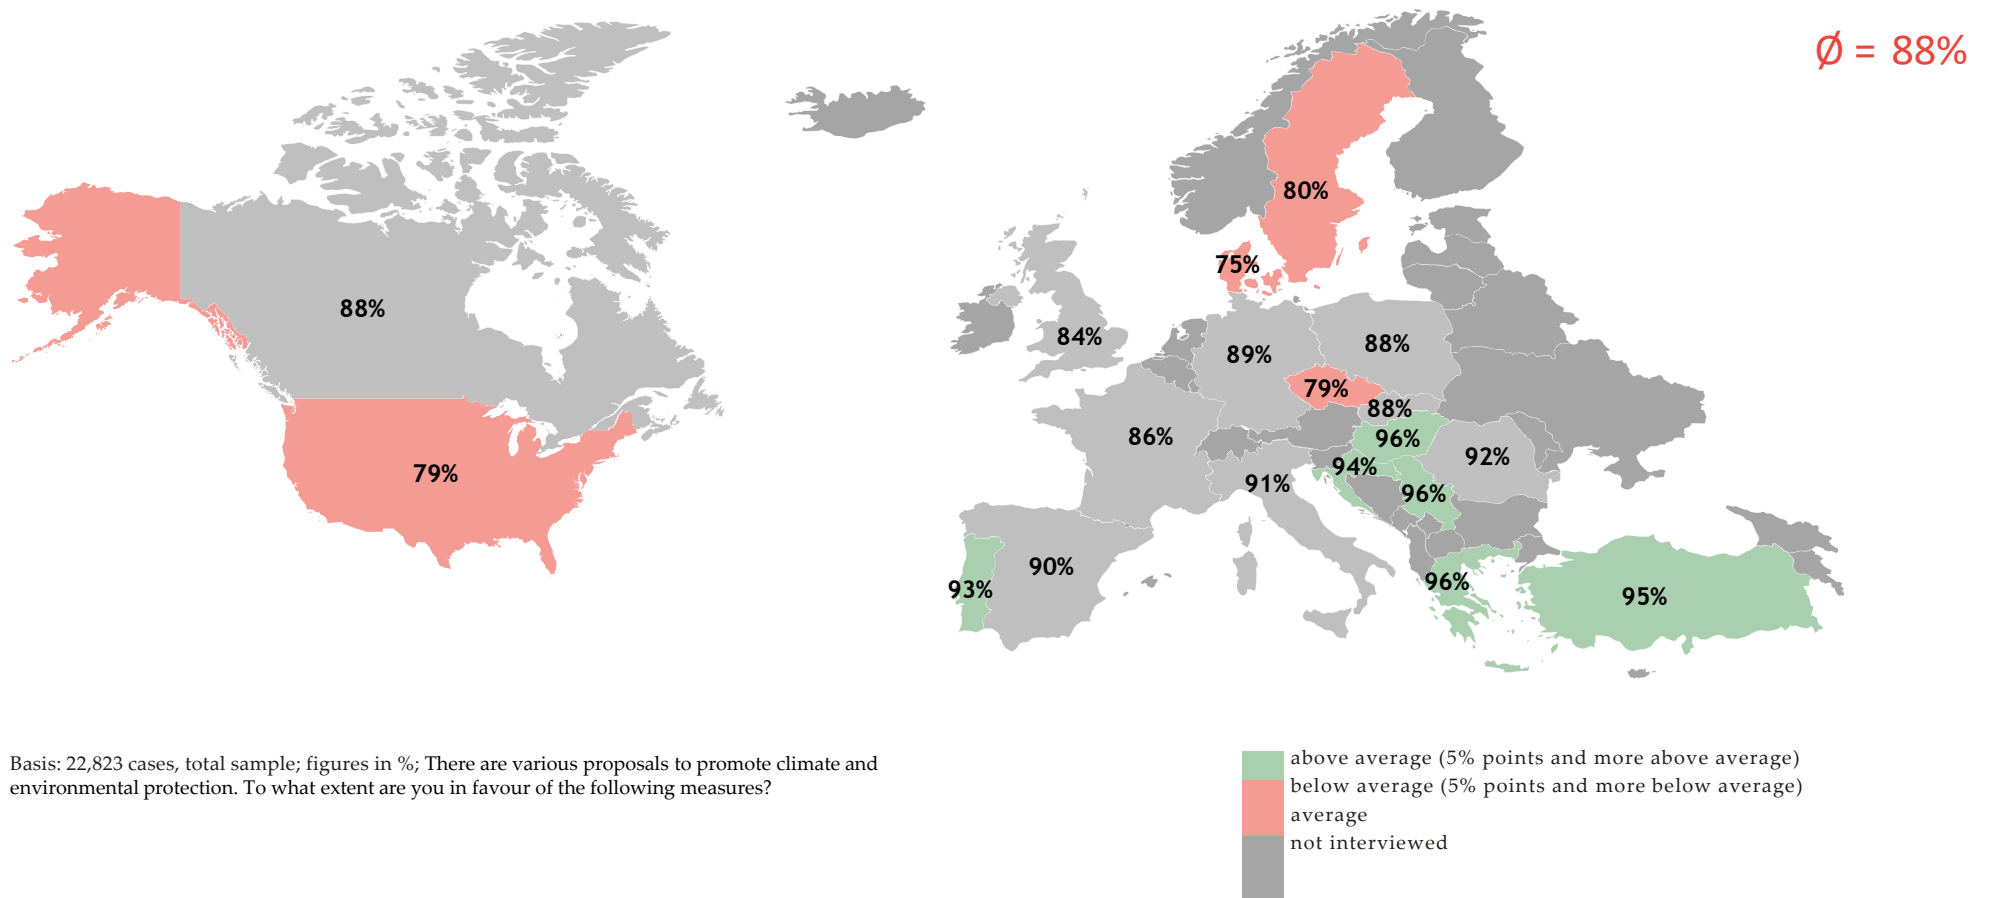 Ø = 88%
80%
75%
88%
84%
89%
88%
79%
88%
86%
96%
92%
79%
94%
91%
96%
90%
96%
93%
95%
Basis: 22,823 cases, total sample; figures in %; There are various proposals to promote climate and
environmental protection. To what extent are you in favour of the following measures?
above average (5% points and more above average)
below average (5% points and more below average)
average
not interviewed